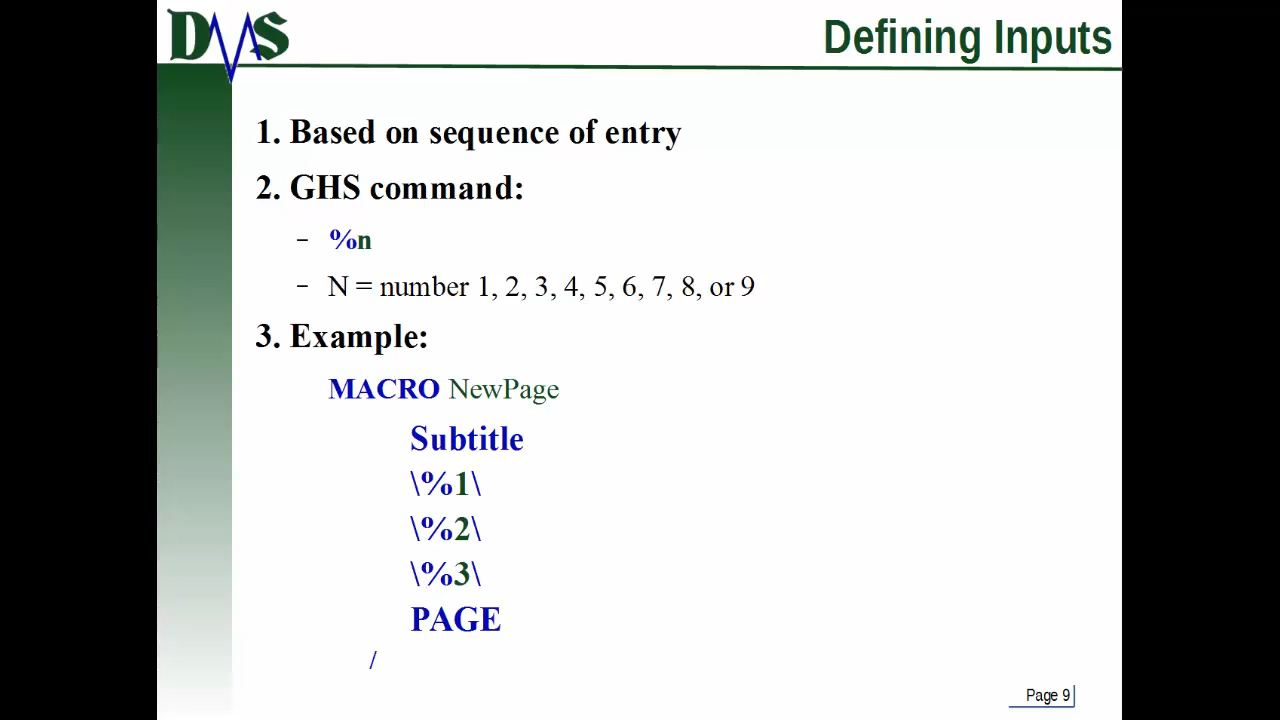 DMS
Defining Inputs
1. Based on sequence of entry
2. GHS command:
– %n
– N = number 1, 2, 3, 4, 5, 6, 7, 8, or 9
3. Example:
MACRO NewPage
Subtitle
\%1\
\%2\
\%3\
PAGE
/
Page 9